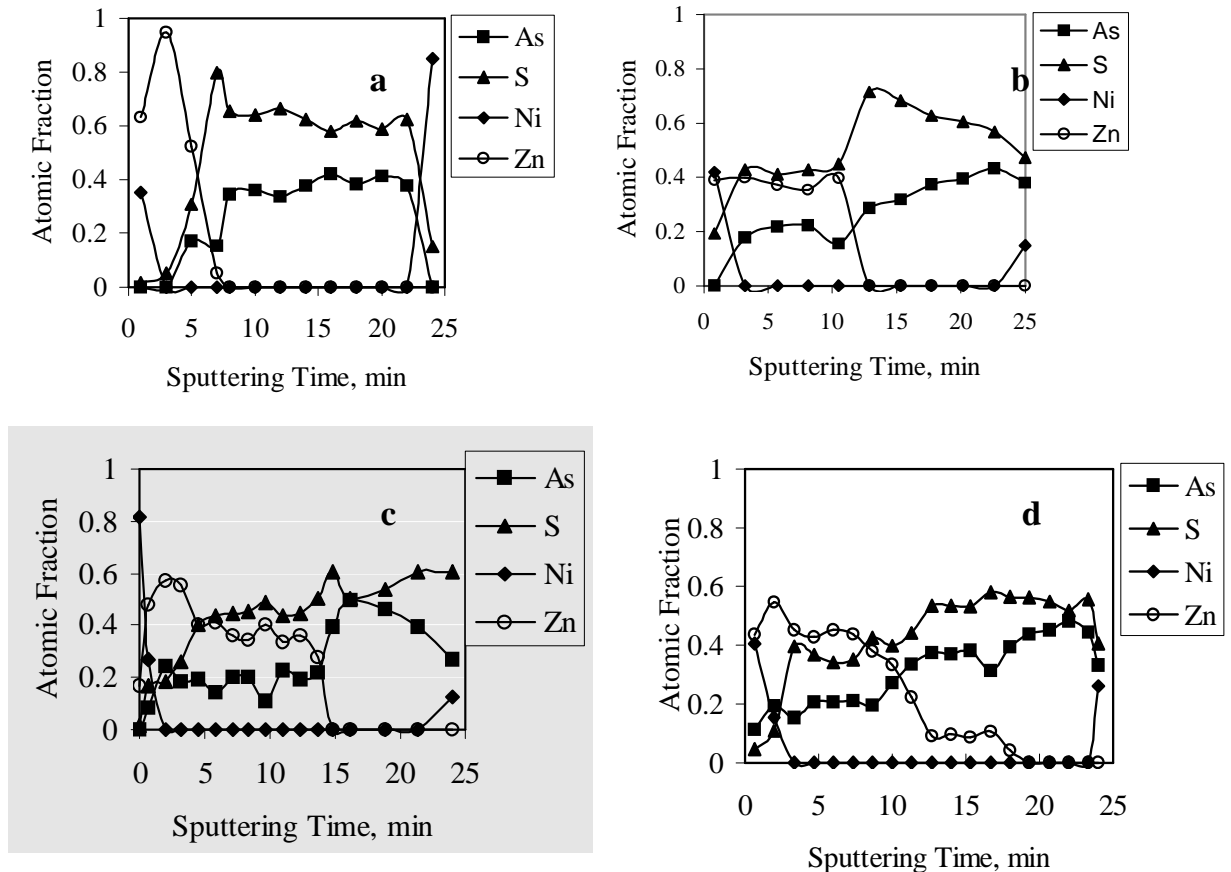 1
0.8
0.6
0.4
0.2
0
Atomic Fraction
0 5 10 15 20 25
Sputtering Time, min
a
As
S
Ni
Zn
1
0.8
0.6
0.4
0.2
0
Atomic Fraction
0 5 10 15 20 25
Sputtering Time, min
b
As
S
Ni
Zn
1
0.8
0.6
0.4
0.2
0
Atomic Fraction
0 5 10 15 20 25
Sputtering Time, min
c
As
S
Ni
Zn
1
0.8
0.6
0.4
0.2
0
Atomic Fraction
0 5 10 15 20 25
Sputtering Time, min
d
As
S
Ni
Zn